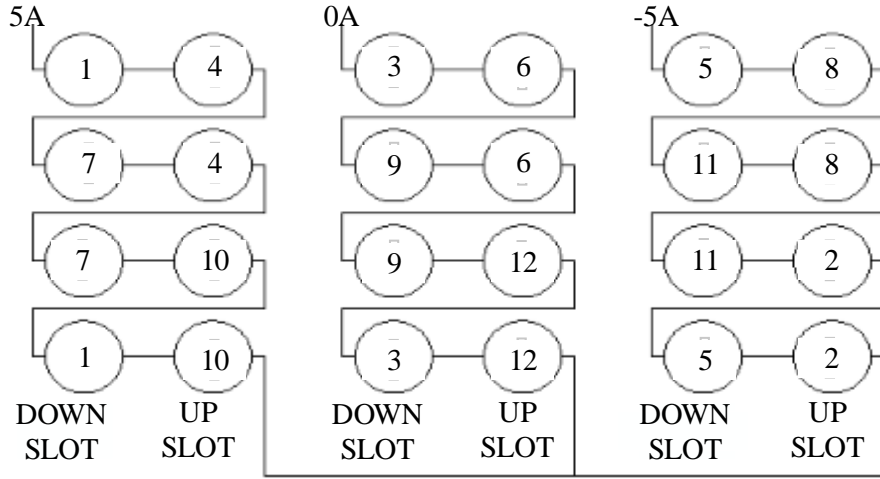 5A 0A -5A
1 4 3 6 5 8
7 4 9 6 11 8
7 10 9 12 11 2
1 10 3 12 5 2
DOWN UP DOWN UP DOWN UP
SLOT SLOT SLOT SLOT SLOT SLOT